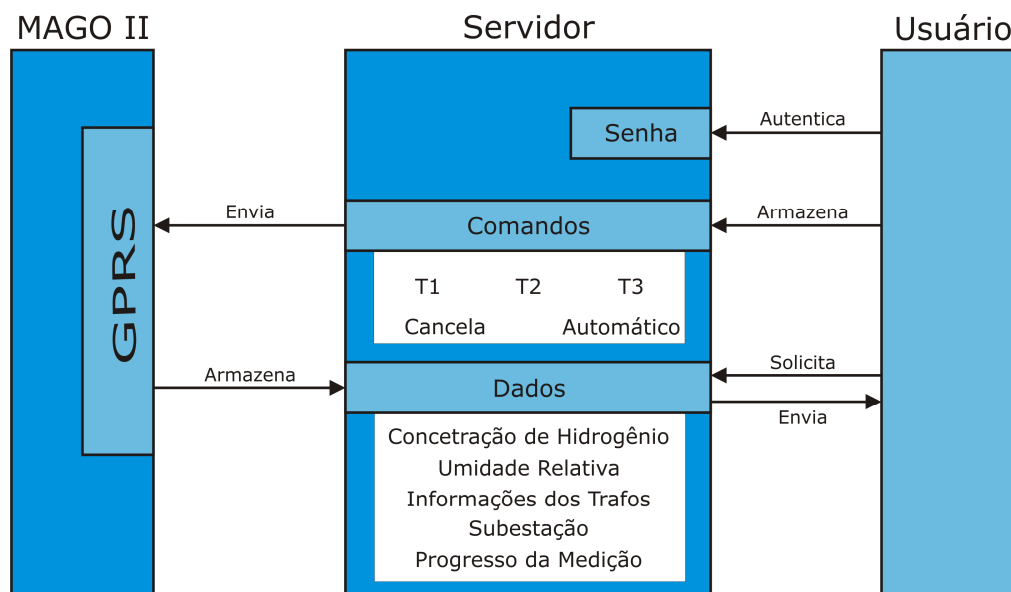 MAGO II
Servidor
Usuário
Senha
Autentica
Envia
Comandos
Armazena
T1 T2 T3
Cancela Automático
GPRS
Armazena
Dados
Solicita
Envia
Concetração de Hidrogênio
Umidade Relativa
Informações dos Trafos
Subestação
Progresso da Medição